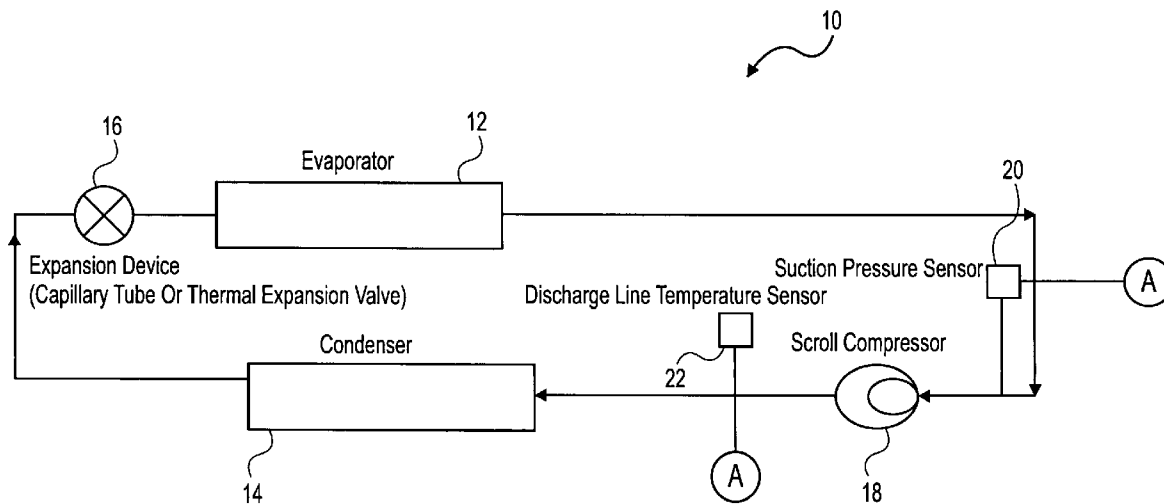 10
16
12
Evaporator
20
Expansion Device
(Capillary Tube Or Thermal Expansion Valve)
Suction Pressure Sensor
A
Discharge Line Temperature Sensor
Condenser
22
Scroll Compressor
14
A
18